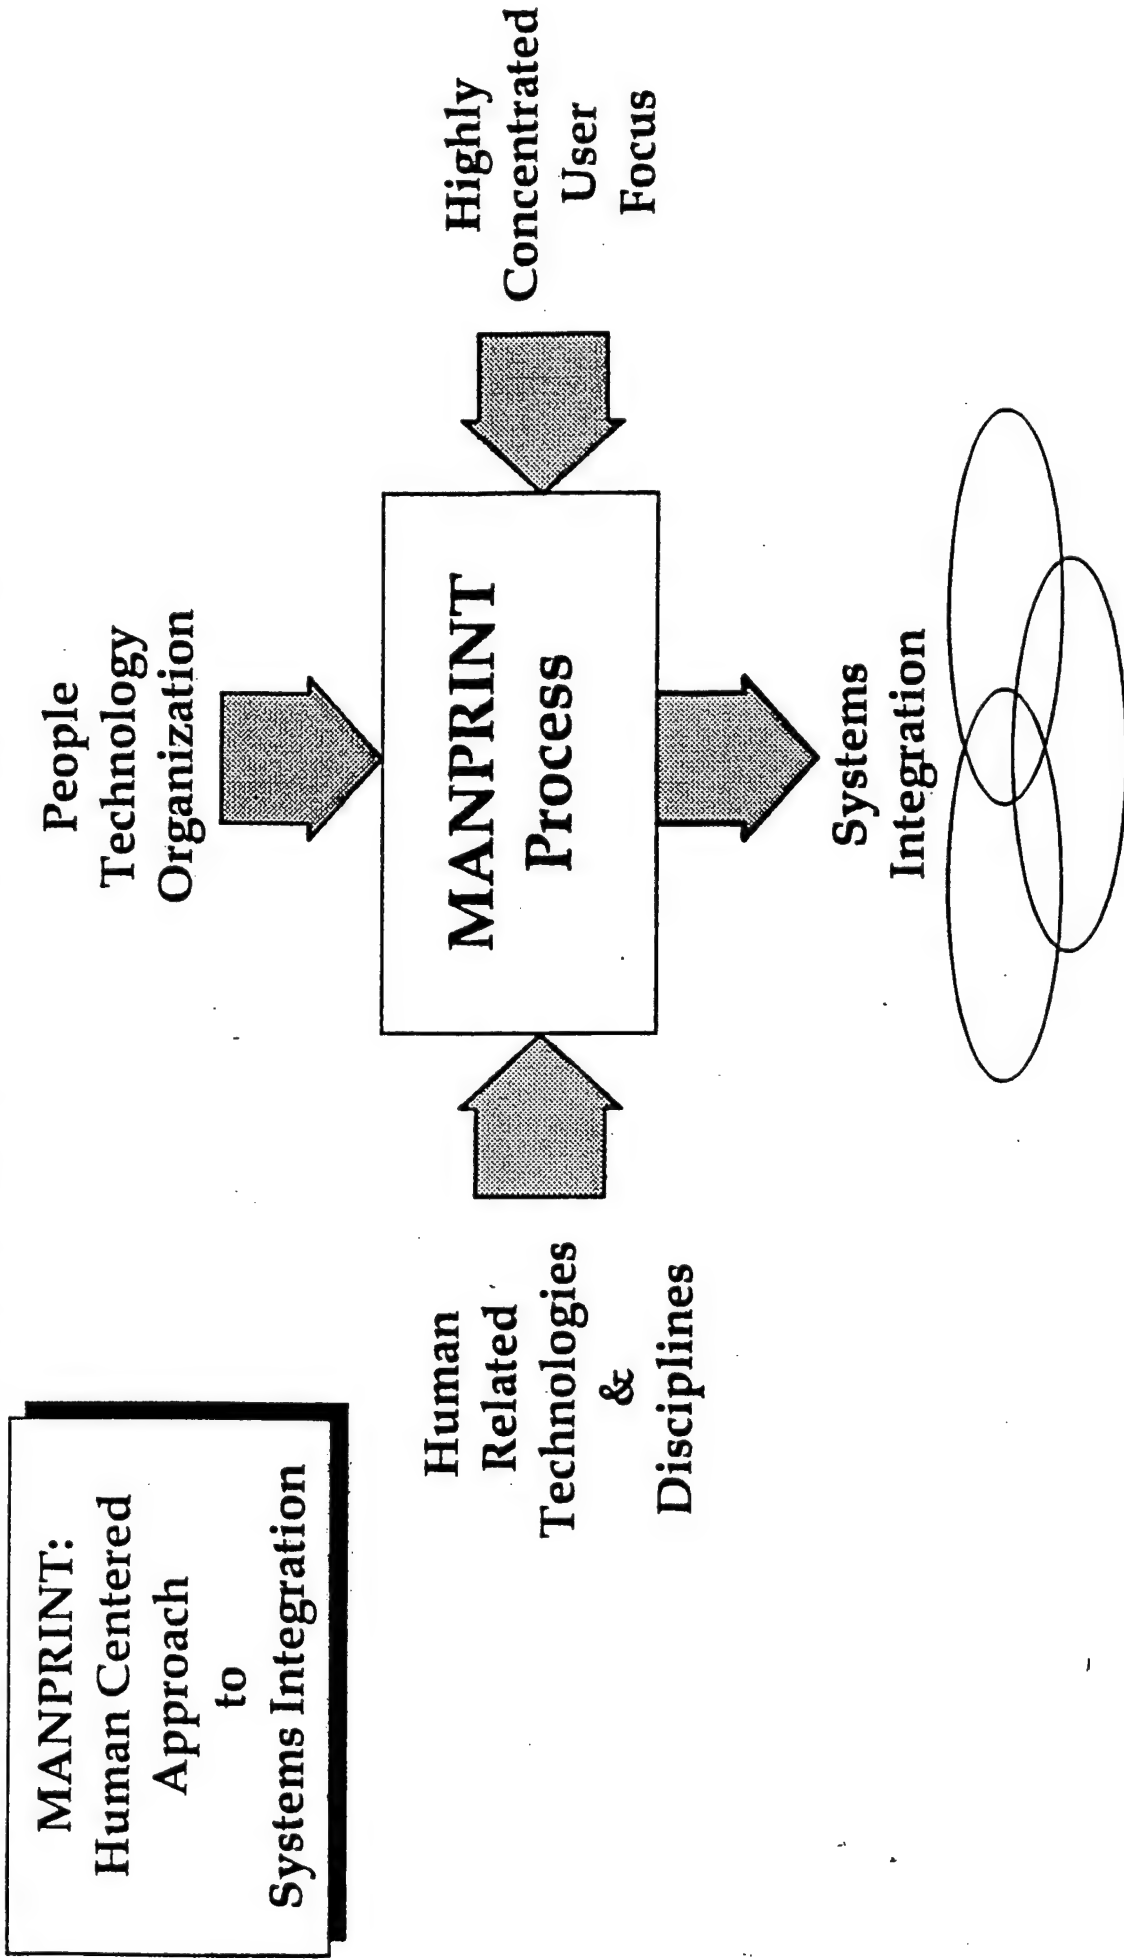 MANPRINT:
Human Centered
Approach
to
Systems Integration
People
Technology
Organization
Human
Related
Technologies
&
Disciplines
MANPRINT
Process
Highly
Concentrated
User
Focus
Systems
Integration